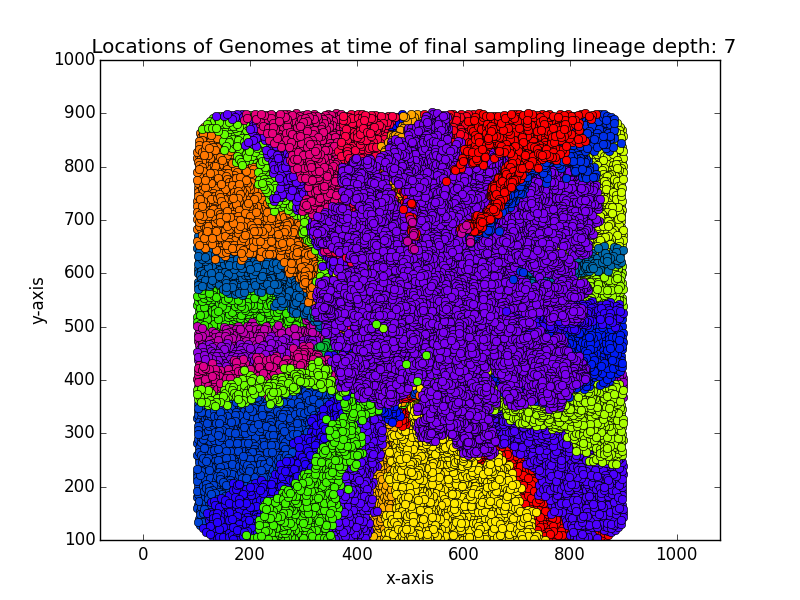 Locations of Genomes at time of final sampling lineage depth: 7
1000
900
800
700
600
500
400
300
200
100
y-axis
0 200 400 600 800 1000
x-axis